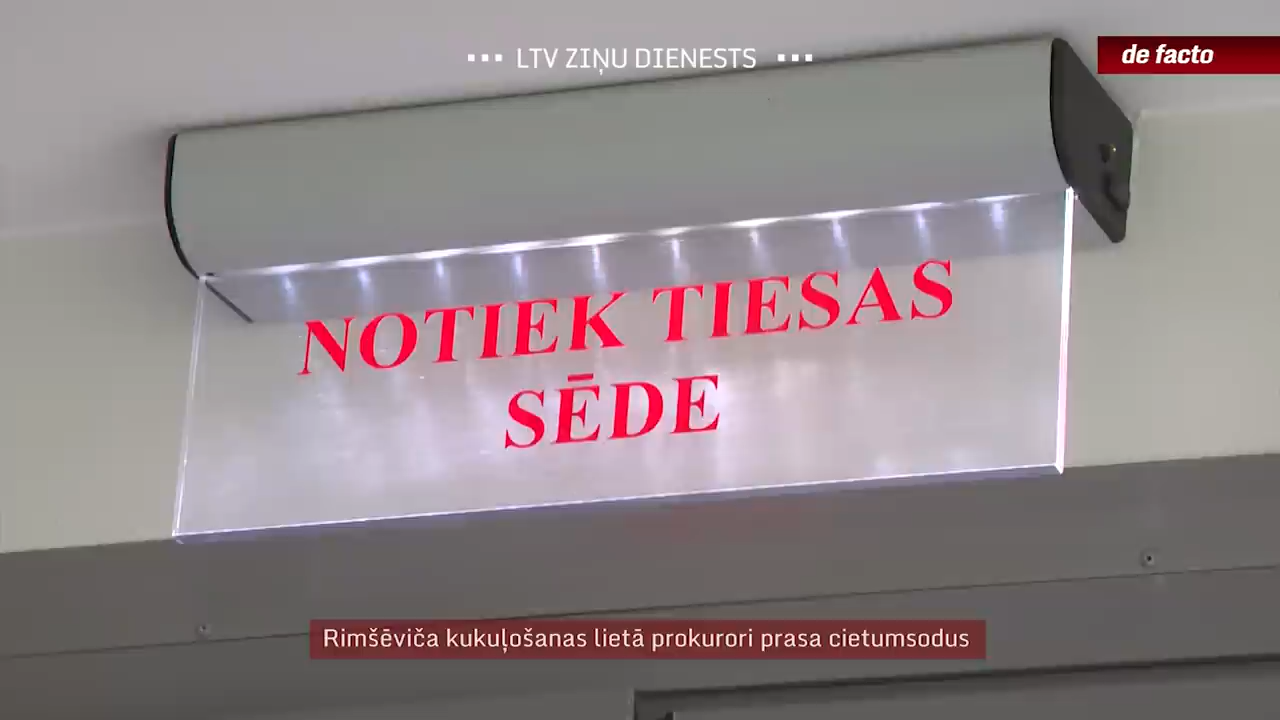 ••• LTV ZIŅU DIENESTS •••
de facto
NOTIEK TIESAS
SĒDE
Rimšēviča kukuļošanas lietā prokurori prasa cietumsodus